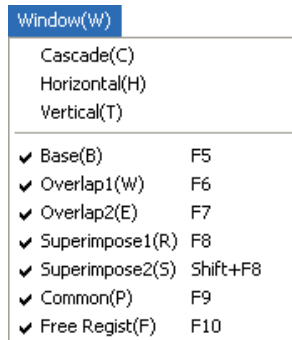 Window(W)
Cascade(C)
Horizontal(H)
Vertical(T)
Base(B) F5
Overlap1(W) F6
Overlap2(E) F7
Superimpose1(R) F8
Superimpose2(S) Shift+F8
Common(P) F9
Free Regist(F) F10